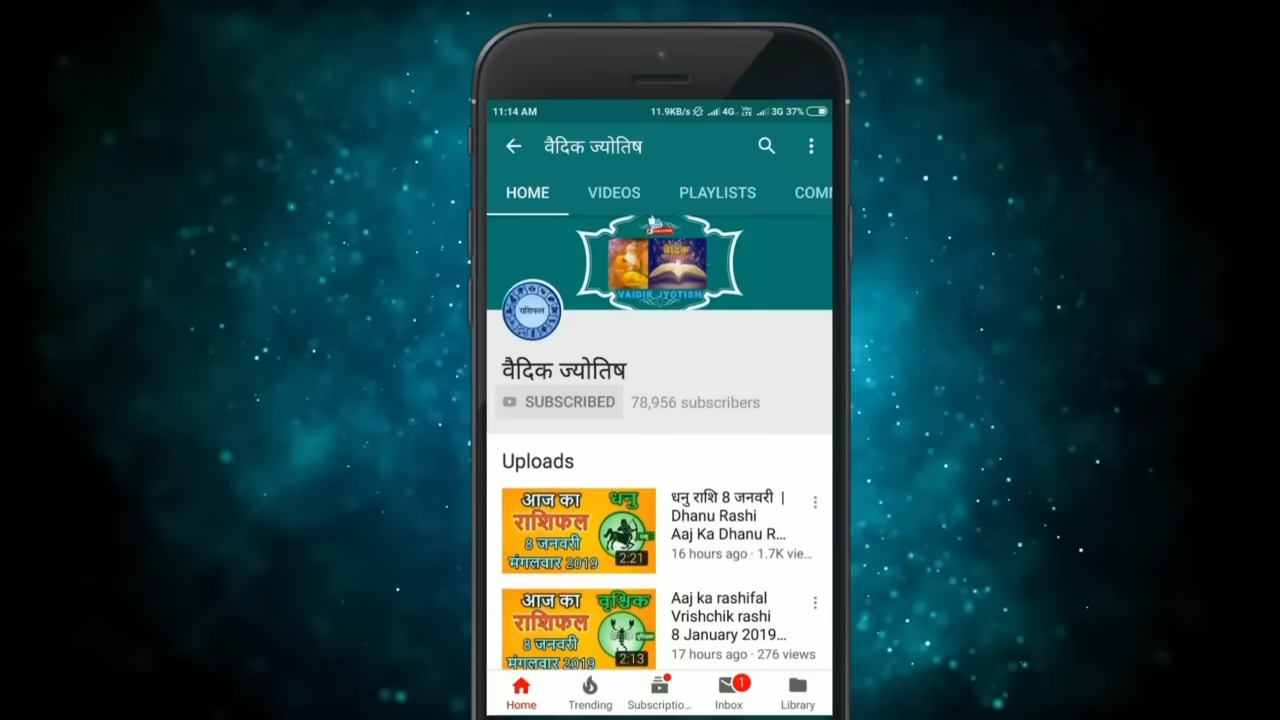 11:14 AM 11.9KB/s 4G VoLTE 3G 37%
वैदिक ज्योतिष
HOME VIDEOS PLAYLISTS COMM
वैदिक
VAIDIK JYOTISH
राशिफल
वैदिक ज्योतिष
SUBSCRIBED 78,956 subscribers
Uploads
आज का धनु
राशिफल
8 जनवरी
मंगलवार 2019
2:21
धनु राशि 8 जनवरी |
Dhanu Rashi
Aaj Ka Dhanu R...
16 hours ago · 1.7K vie...
आज का वृश्चिक
राशिफल
8 जनवरी
मंगलवार 2019
2:13
Aaj ka rashifal
Vrishchik rashi
8 January 2019...
17 hours ago · 276 views
1
Home Trending Subscriptio... Inbox Library